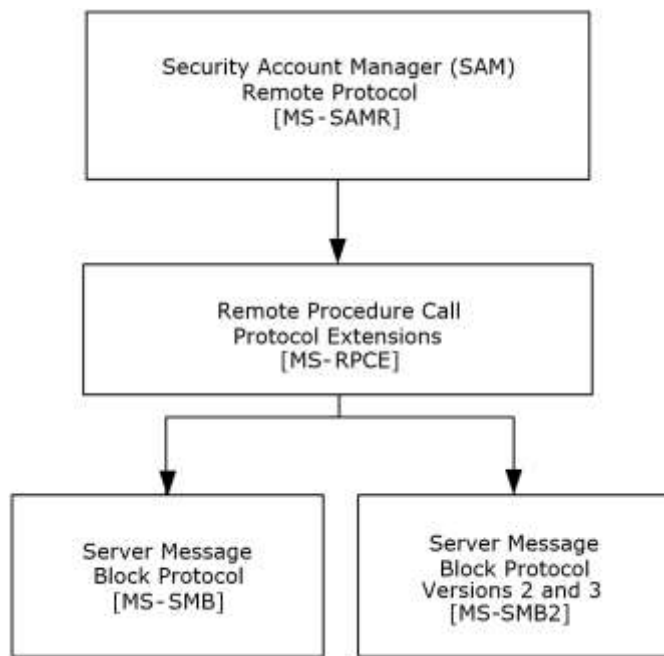 Security Account Manager (SAM)
Remote Protocol
[MS-SAMR]
Remote Procedure Call
Protocol Extensions
[MS-RPCE]
Server Message
Block Protocol
[MS-SMB]
Server Message
Block Protocol
Versions 2 and 3
[MS-SMB2]